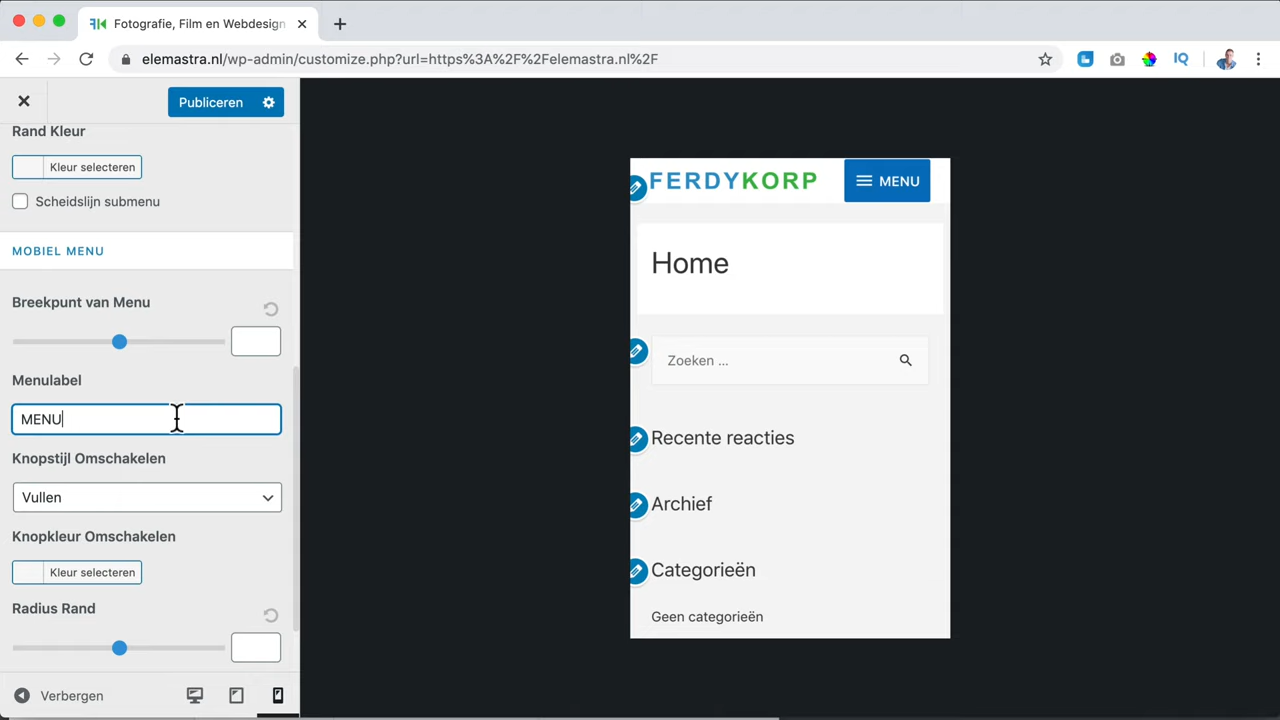 Fotografie, Film en Webdesign
elemastra.nl/wp-admin/customize.php?url=https%3A%2F%2Felemastra.nl%2F
IQ
Publiceren
Rand Kleur
Kleur selecteren
Scheidslijn submenu
MOBIEL MENU
Breekpunt van Menu
Menulabel
MENU
Knopstijl Omschakelen
Vullen
Knopkleur Omschakelen
Kleur selecteren
Radius Rand
Verbergen
FERDYKORP
MENU
Home
Zoeken ...
Recente reacties
Archief
Categorieën
Geen categorieën